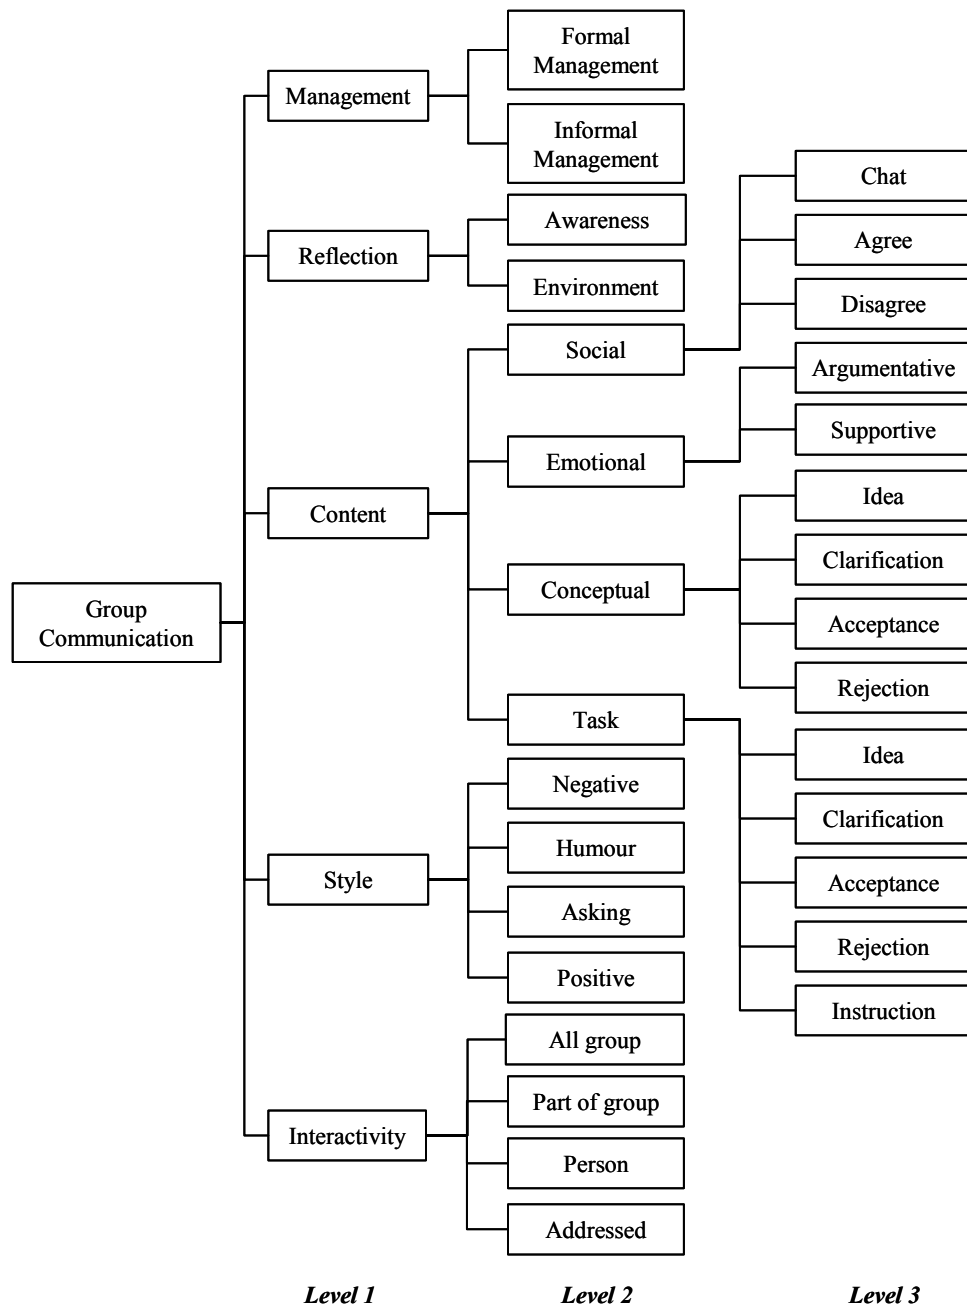 Group
Communication
Management
Reflection
Content
Style
Interactivity
Formal
Management
Informal
Management
Awareness
Environment
Social
Emotional
Conceptual
Task
Negative
Humour
Asking
Positive
All group
Part of group
Person
Addressed
Chat
Agree
Disagree
Argumentative
Supportive
Idea
Clarification
Acceptance
Rejection
Idea
Clarification
Acceptance
Rejection
Instruction
Level 1
Level 2
Level 3